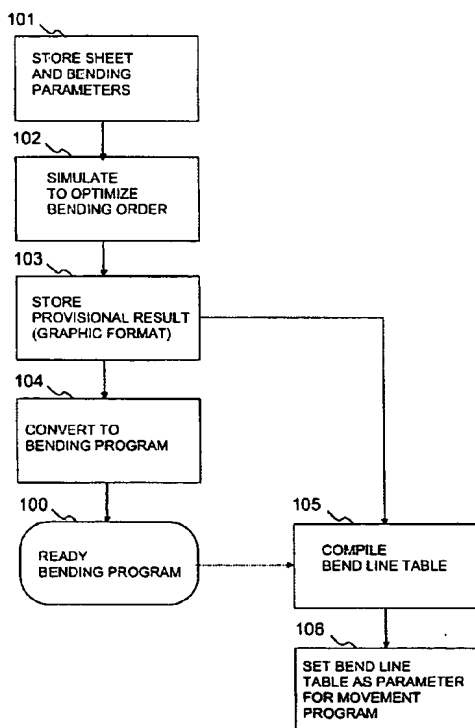 101
STORE SHEET
AND BENDING
PARAMETERS
102
SIMULATE
TO OPTIMIZE
BENDING ORDER
103
STORE
PROVISIONAL RESULT
(GRAPHIC FORMAT)
104
CONVERT TO
BENDING PROGRAM
100
READY
BENDING PROGRAM
105
COMPILE
BEND LINE TABLE
106
SET BEND LINE
TABLE AS PARAMETER
FOR MOVEMENT
PROGRAM